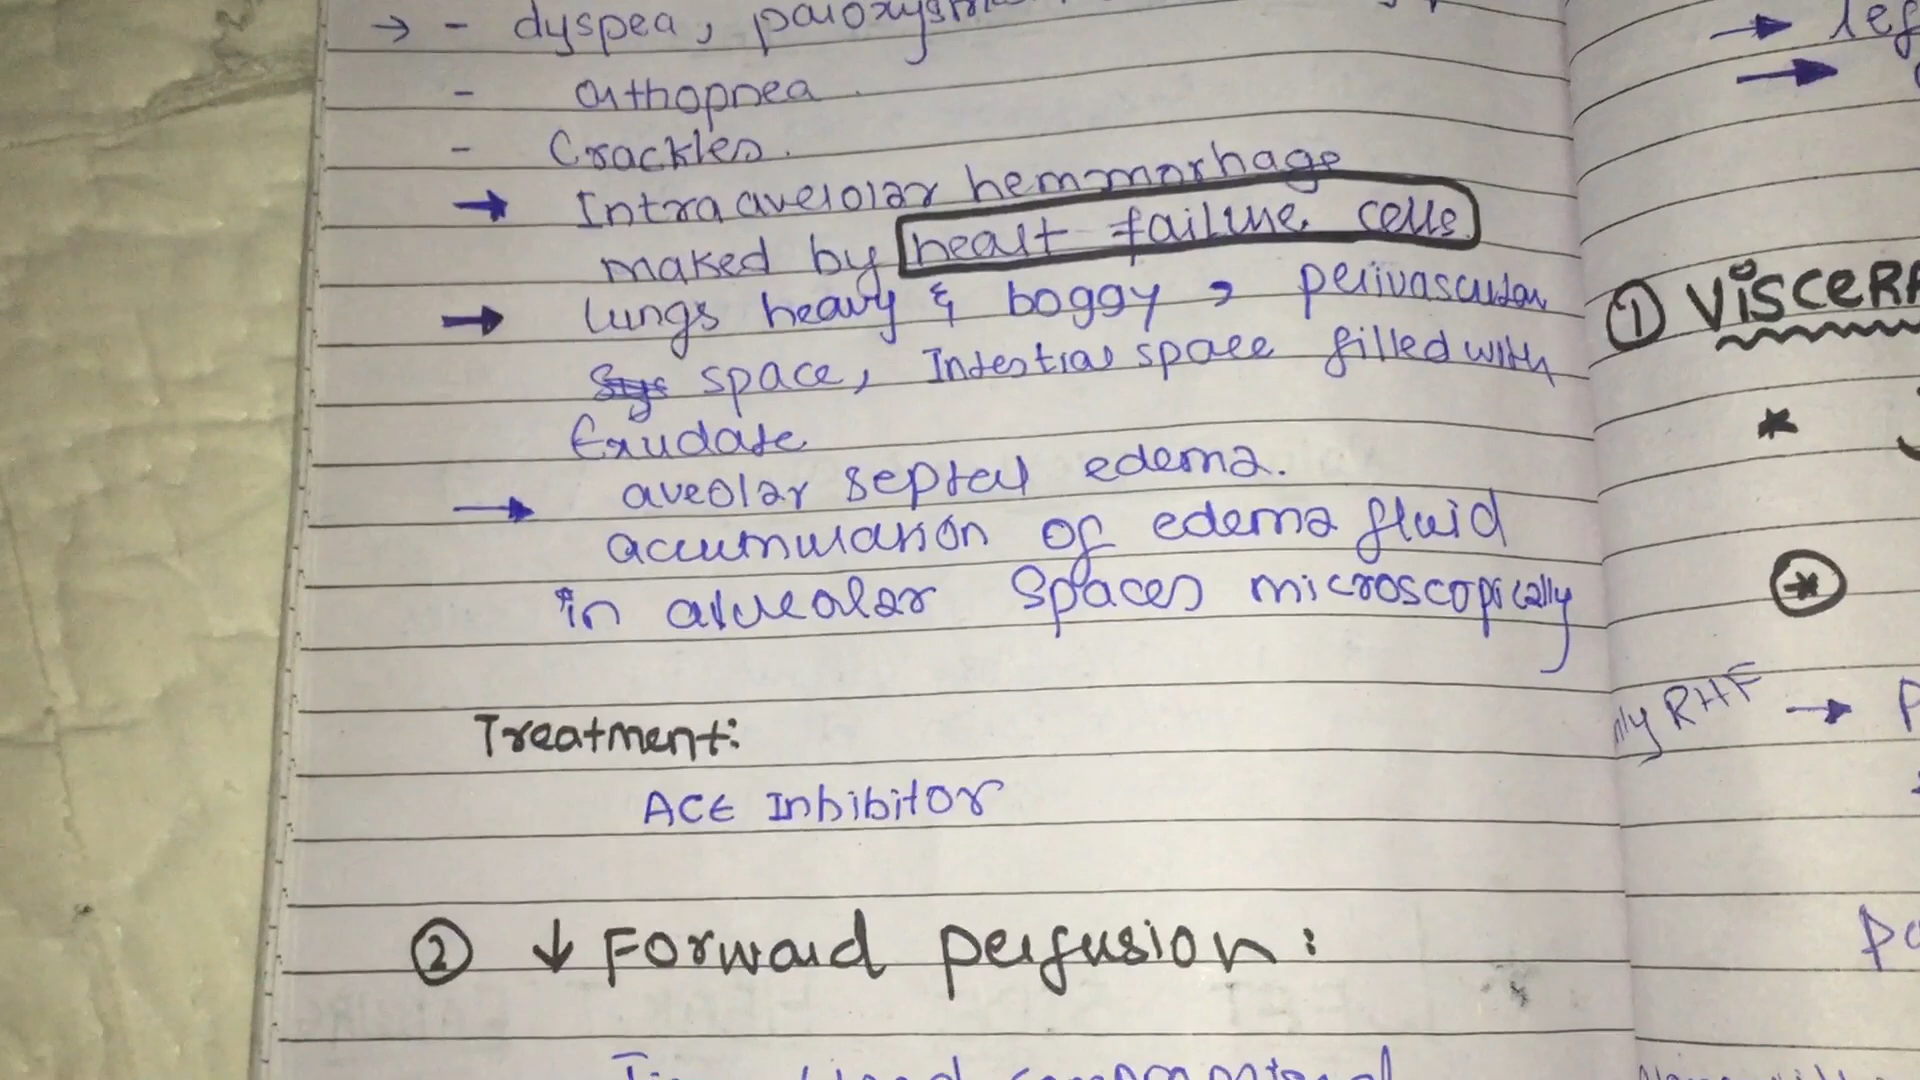 → - dyspea, paroxysm
- orthopnea
- Crackles.
→ Intraaveiolar hemmorhage
maked by heart failure cells
→ lungs heavy & boggy, perivascular
space, Intestial space filled with
Exudate
→ aveolar septal edema.
accumulation of edema fluid
in alveolar Spaces microscopically
Treatment:
ACE Inhibitor
② ↓ Forward perfusion:
→ lef
→
① VISCERA
*
*
RHF →